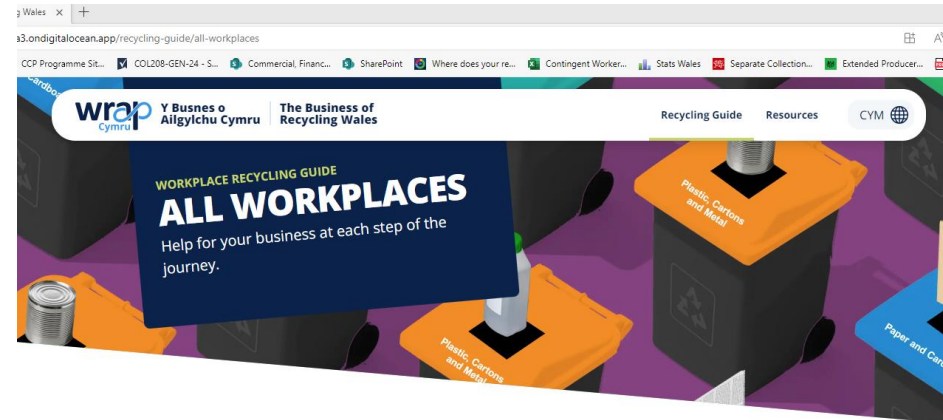 g Wales
a3.ondigitalocean.app/recycling-guide/all-workplaces
CCP Programme Sit... COL208-GEN-24 - S... Commercial, Financ... SharePoint Where does your re... Contingent Worker... Stats Wales Separate Collection... Extended Producer...
Cardbo
wrap Cymru
Y Busnes o
Ailgylchu Cymru
The Business of
Recycling Wales
Recycling Guide Resources CYM
WORKPLACE RECYCLING GUIDE
ALL WORKPLACES
Help for your business at each step of the
journey.
Plastic, Cartons
and Metal
Plastic, Cartons
and Metal
Paper and Car